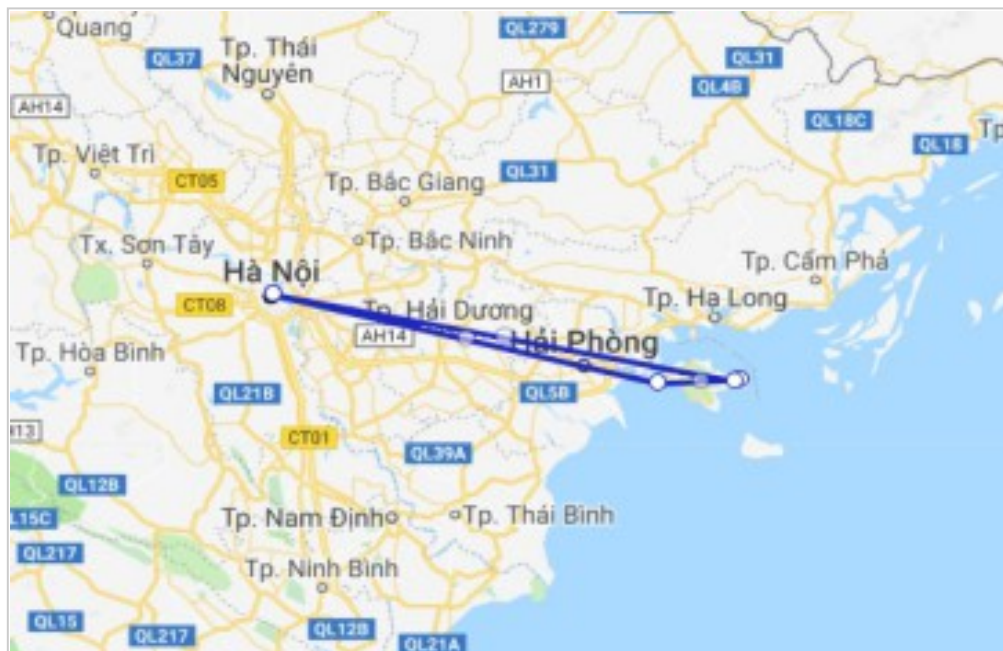 Quang
QL37
Tp. Thái
Nguyên
QL279
AH1
QL31
QL4B
QL18C
QL18
Tp
AH14
Tp. Việt Trì
CT05
Tp. Bắc Giang
QL31
Tx. Sơn Tây
Tp. Bắc Ninh
Hà Nội
CT08
Tp. Hải Dương
Tp. Cẩm Phả
Tp. Hạ Long
AH14
Hải Phòng
Tp. Hòa Bình
QL21B
QL5B
H13
CT01
QL39A
QL12B
QL15C
Tp. Nam Định
Tp. Thái Bình
QL217
Tp. Ninh Bình
QL15
QL217
QL12B
QL21A